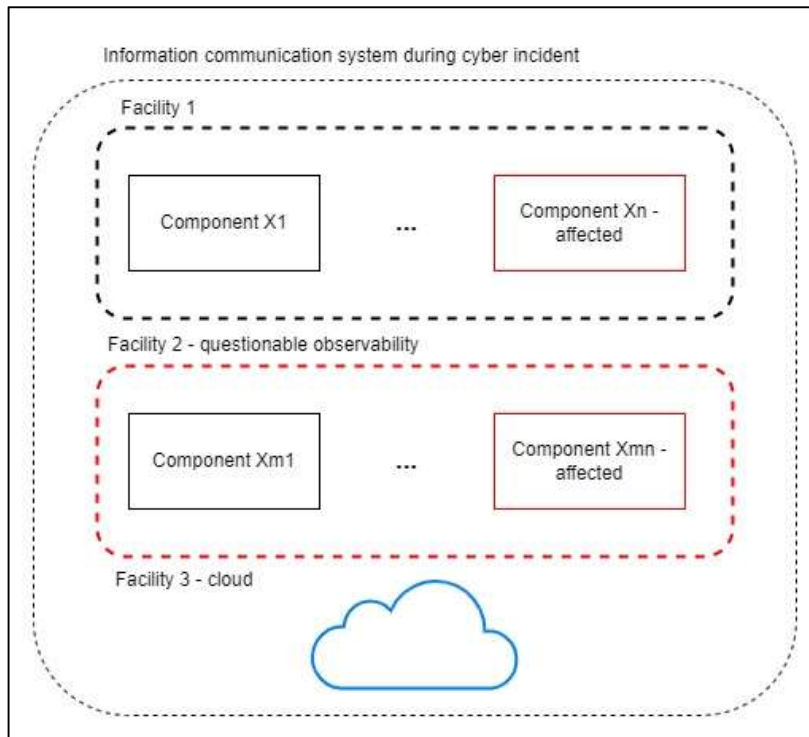 Information communication system during cyber incident
Facility 1
Component X1
...
Component Xn -
affected
Facility 2 - questionable observability
Component Xm1
...
Component Xmn -
affected
Facility 3 - cloud